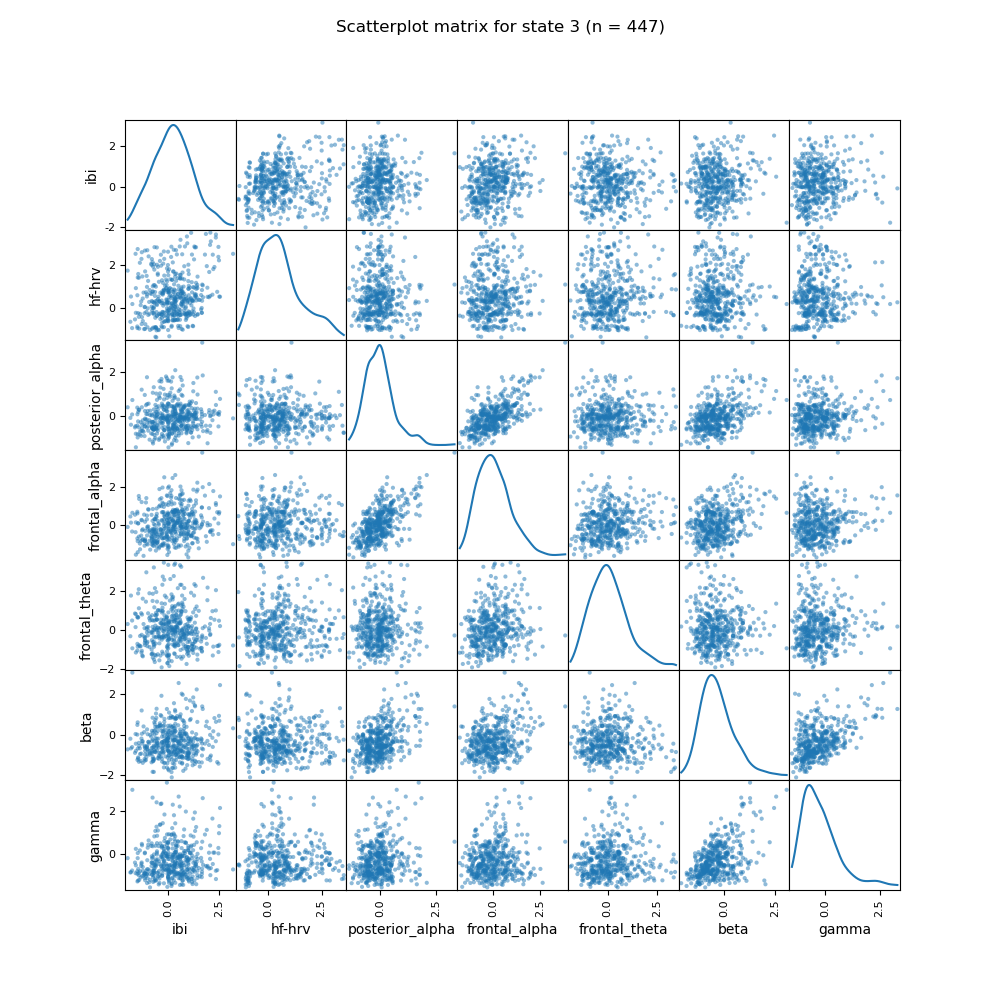 Scatterplot matrix for state 3 (n = 447)
ibi
2
0
−2
hf-hrv
2
0
posterior_alpha
2
0
frontal_alpha
2
0
frontal_theta
2
0
−2
beta
2
0
−2
gamma
2
0
0.0 2.5 0.0 2.5 0.0 2.5 0.0 2.5 0.0 2.5 0.0 2.5 0.0 2.5
ibi hf-hrv posterior_alpha frontal_alpha frontal_theta beta gamma